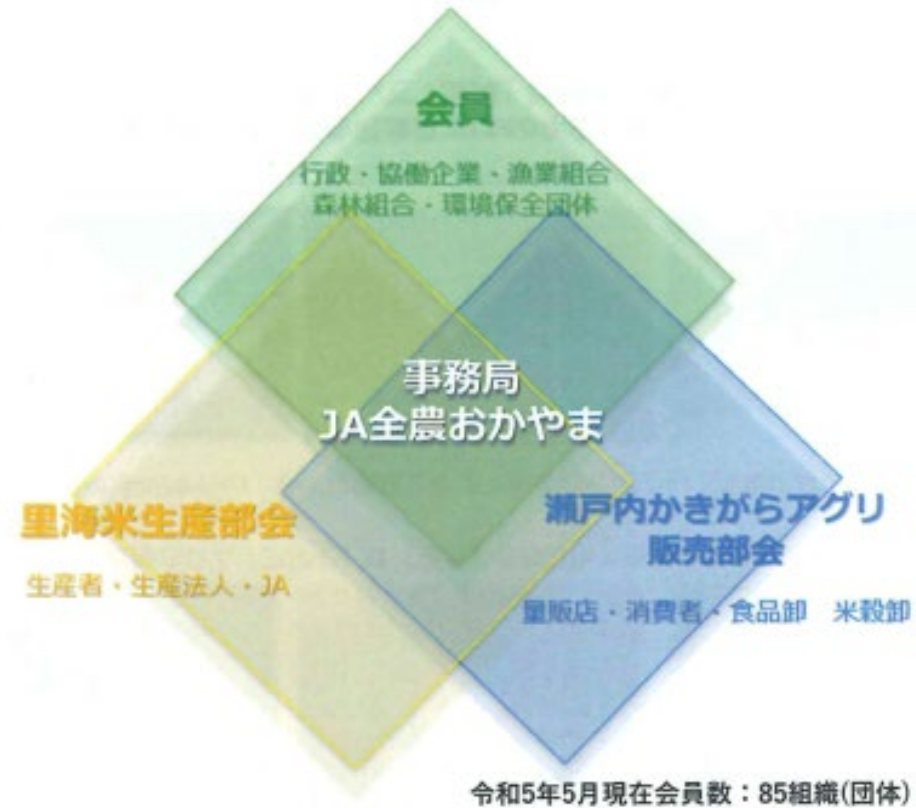 会員
行政・協働企業、漁業組合
森林組合・環境保全団体
事務局
JA全農おかやま
里海米生産部会
生産者・生産法人・JA
瀬戸内かきがらアグリ
販売部会
量販店・消費者・食品卸　米穀卸
令和5年5月現在会員数：85組織(団体)